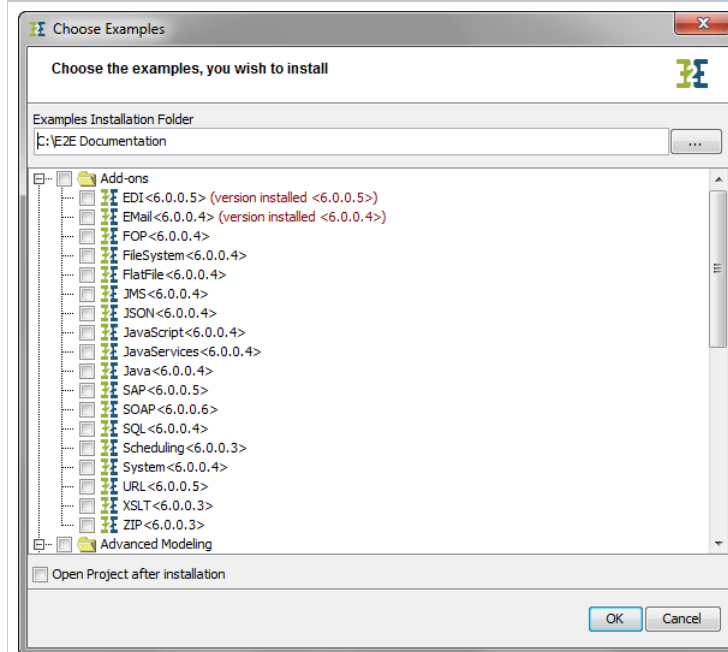 Choose Examples
Choose the examples, you wish to install
Examples Installation Folder
C:\E2E Documentation
...
Add-ons
EDI<6.0.0.5> (version installed <6.0.0.5>)
EMail<6.0.0.4> (version installed <6.0.0.4>)
FOP<6.0.0.4>
FileSystem<6.0.0.4>
FlatFile<6.0.0.4>
JMS<6.0.0.4>
JSON<6.0.0.4>
JavaScript<6.0.0.4>
JavaServices<6.0.0.4>
Java<6.0.0.4>
SAP<6.0.0.5>
SOAP<6.0.0.6>
SQL<6.0.0.4>
Scheduling<6.0.0.3>
System<6.0.0.4>
URL<6.0.0.5>
XSLT<6.0.0.3>
ZIP<6.0.0.3>
Advanced Modeling
Open Project after installation
OK Cancel